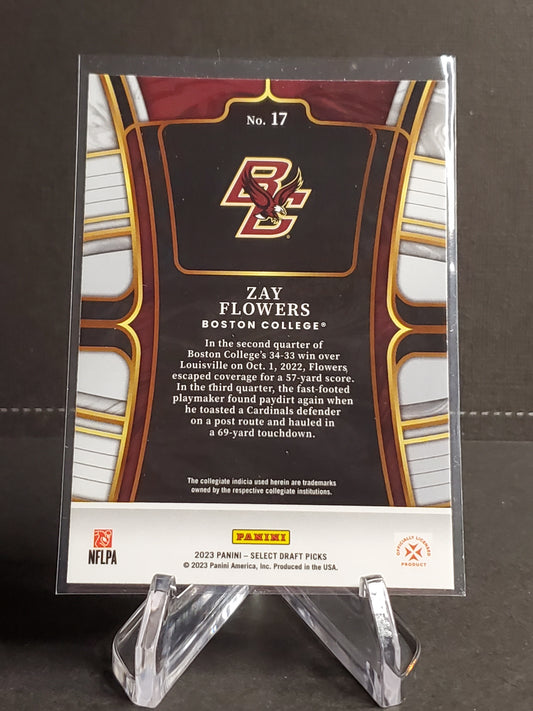 No. 17
BC
ZAY
FLOWERS
BOSTON COLLEGE®
In the second quarter of
Boston College's 34-33 win over
Louisville on Oct. 1, 2022, Flowers
escaped coverage for a 57-yard score.
In the third quarter, the fast-footed
playmaker found paydirt again when
he toasted a Cardinals defender
on a post route and hauled in
a 69-yard touchdown.
The collegiate indicia used herein are trademarks
owned by the respective collegiate institutions.
NFLPA
PANINI
2023 PANINI – SELECT DRAFT PICKS
© 2023 Panini America, Inc. Produced in the USA.
OFFICIALLY LICENSED
PRODUCT